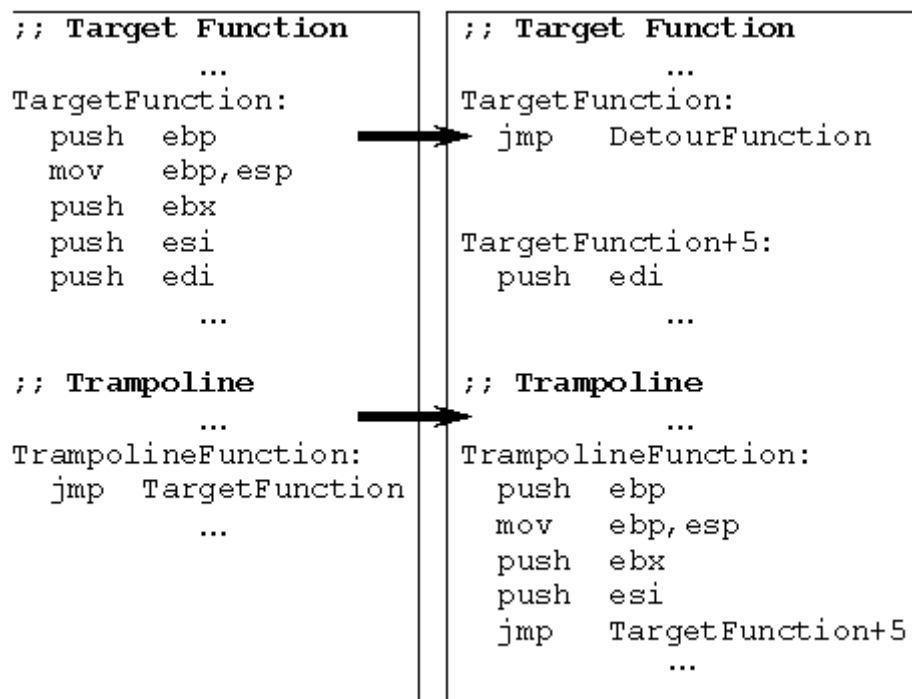 ;; Target Function
...
TargetFunction:
push ebp
mov ebp,esp
push ebx
push esi
push edi
...
;; Trampoline
...
TrampolineFunction:
jmp TargetFunction
...
;; Target Function
...
TargetFunction:
jmp DetourFunction
TargetFunction+5:
push edi
...
;; Trampoline
...
TrampolineFunction:
push ebp
mov ebp,esp
push ebx
push esi
jmp TargetFunction+5
...